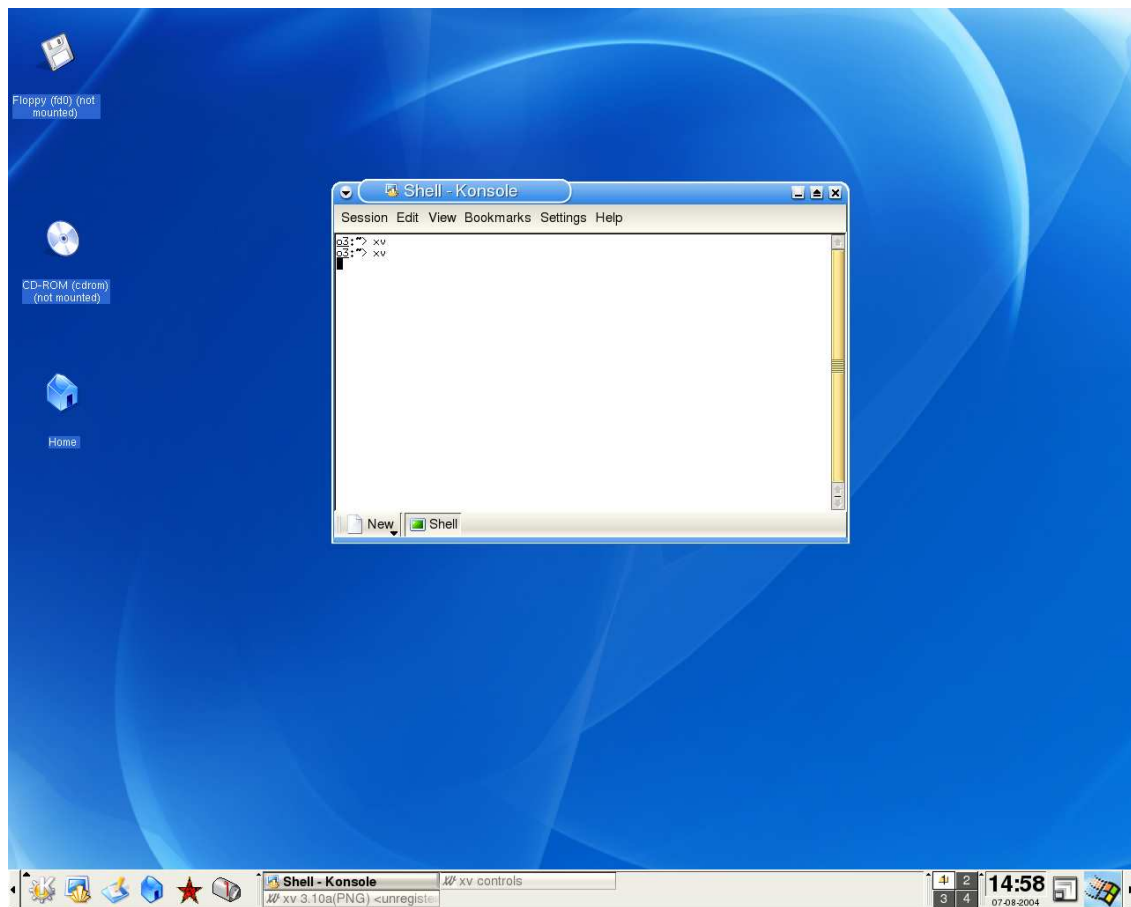 Floppy (fd0) (not
mounted)
CD-ROM (cdrom)
(not mounted)
Home
Shell - Konsole
Session Edit View Bookmarks Settings Help
o3:~> xv
o3:~> xv
New Shell
Shell - Konsole
xv controls
xv 3.10a(PNG) <unregiste
2
3 4
14:58
07-08-2004